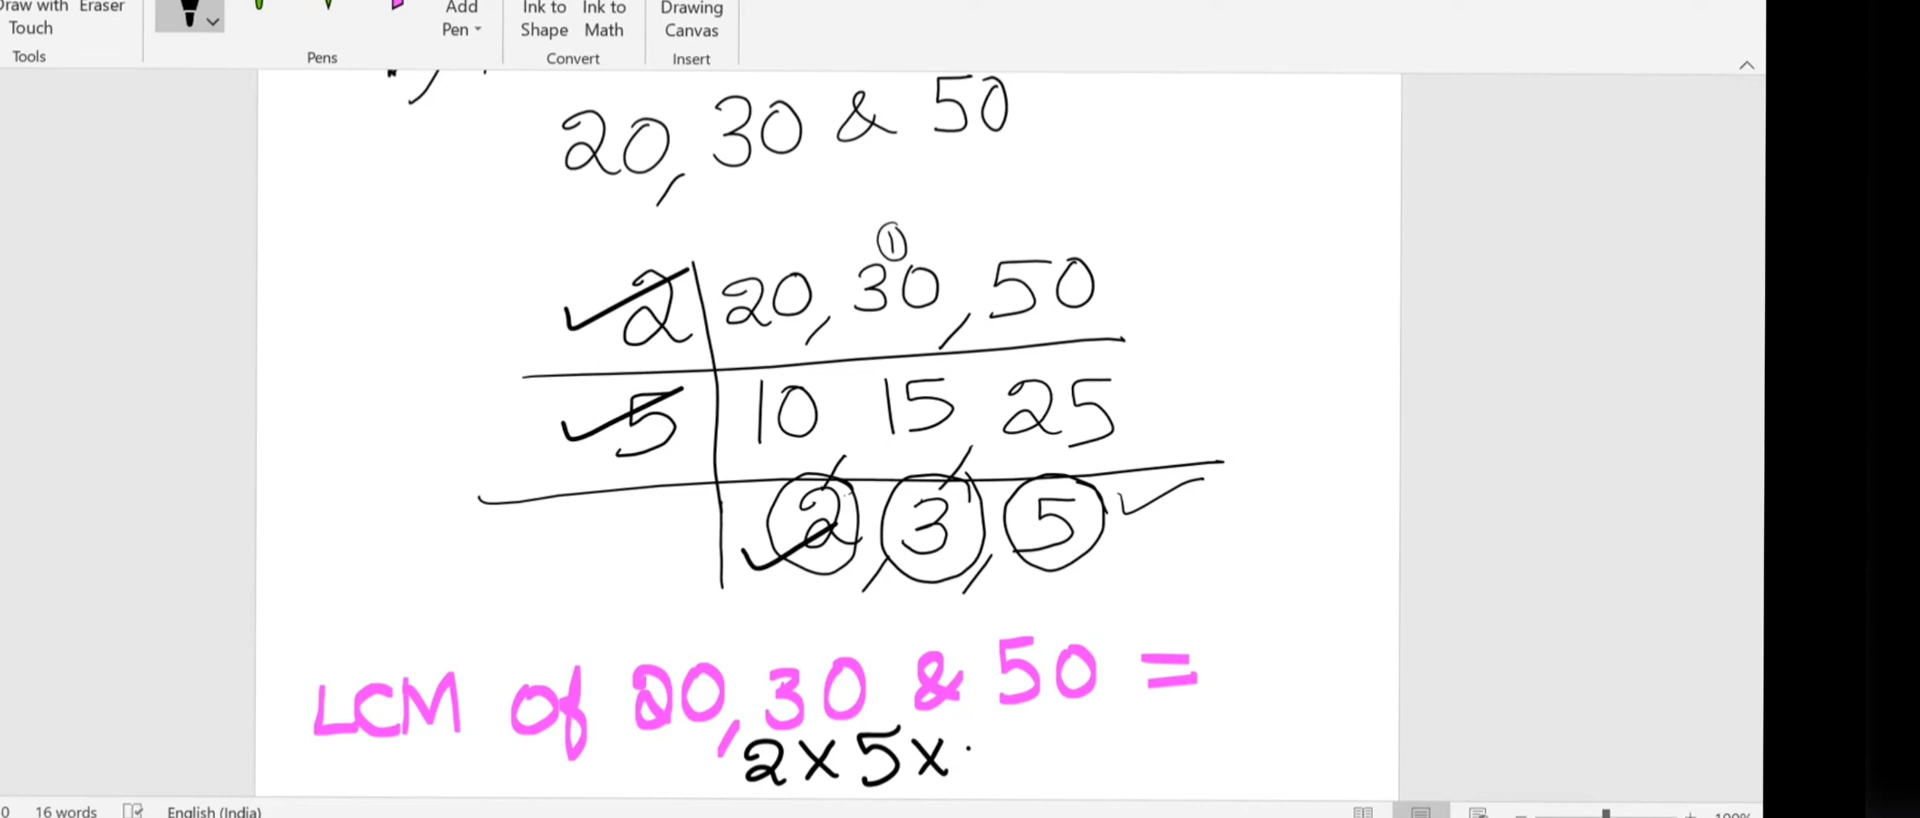 Draw with Eraser
Touch
Add
Pen
Ink to
Shape
Ink to
Math
Drawing
Canvas
Tools
Pens
Convert
Insert
20, 30 & 50
1
2 20, 30, 50
5 10, 15, 25
2, 3, 5
LCM of 20, 30 & 50 =
2 × 5 ×
0 16 words English (India) 100%